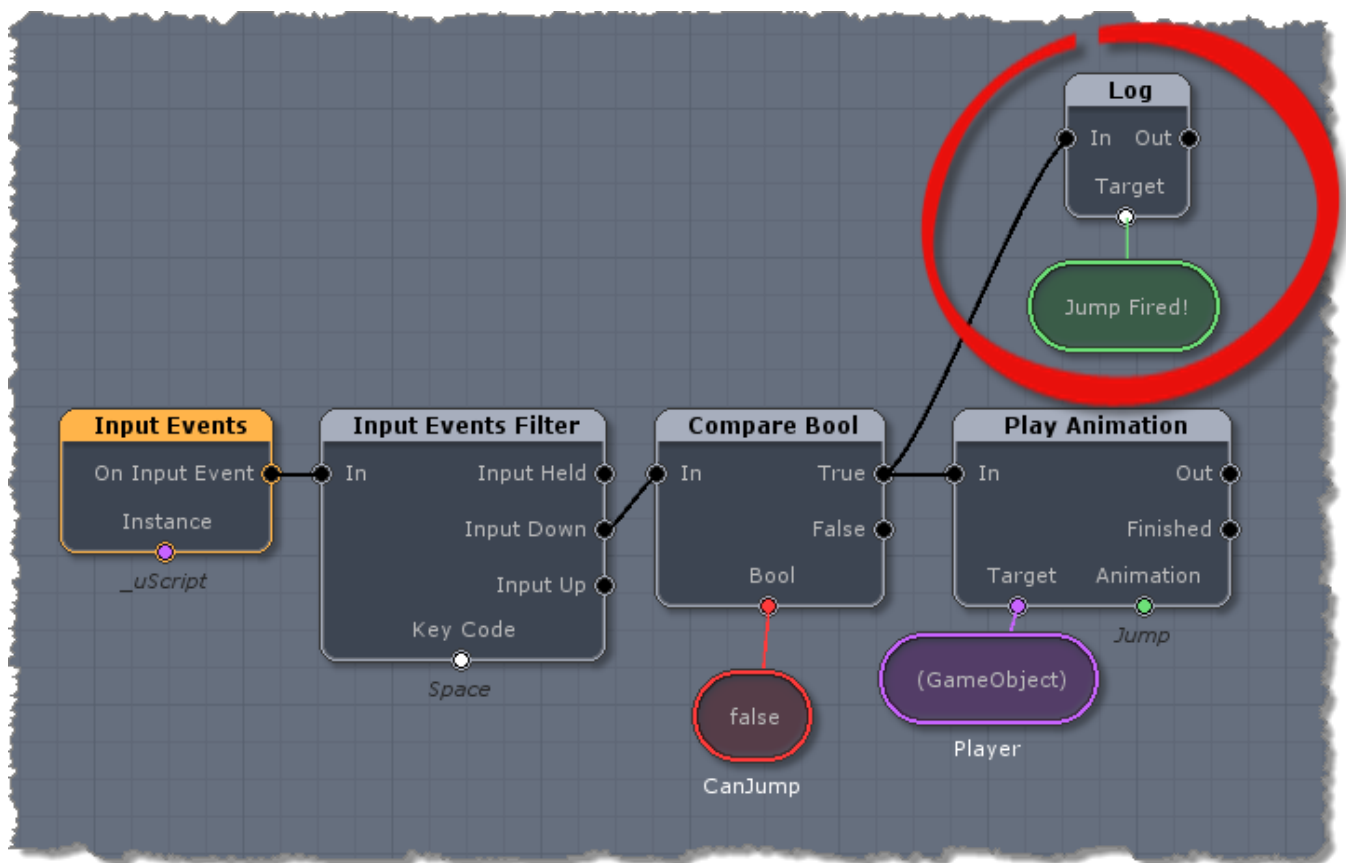 Log
In Out
Target
Jump Fired!
Input Events
On Input Event
Instance
_uScript
Input Events Filter
In Input Held
Input Down
Input Up
Key Code
Space
Compare Bool
In True
False
Bool
false
CanJump
Play Animation
In Out
Finished
Target Animation
Jump
(GameObject)
Player